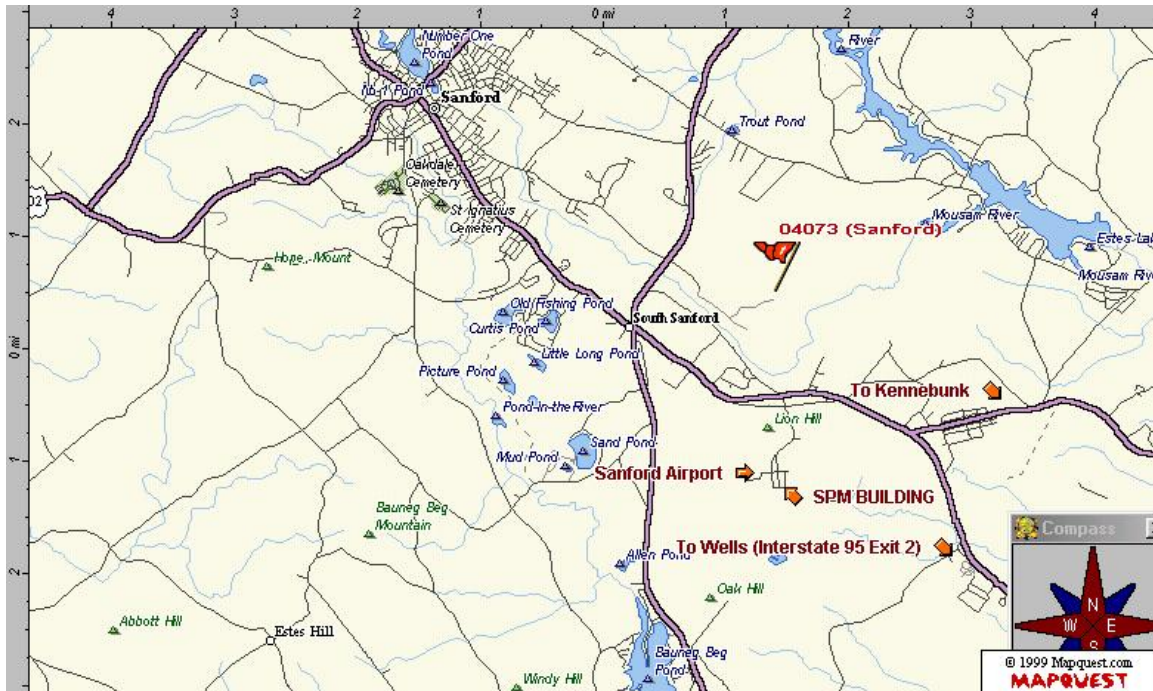 4 3 2 1 0 mi 1 2 3 4
Number One
Pond
River
No 1 Pond
Sanford
2
Trout Pond
Oakdale
Cemetery
02
St Ignatius
Cemetery
Mousam River
04073 (Sanford)
1
Estes Lak
Hope, Mount
Mousam River
Old Fishing Pond
Curtis Pond
South Sanford
0 mi
Little Long Pond
Picture Pond
To Kennebunk
Pond-in-the-River
Lion Hill
Sand Pond
Mud Pond
1
Sanford Airport
SPM BUILDING
Bauneg Beg
Mountain
Compass
To Wells (Interstate 95 Exit 2)
Allen Pond
2
Oak Hill
N
Abbott Hill
Estes Hill
W E
S
Bauneg Beg
Pond
Windy Hill
© 1999 Mapquest.com
MAPQUEST